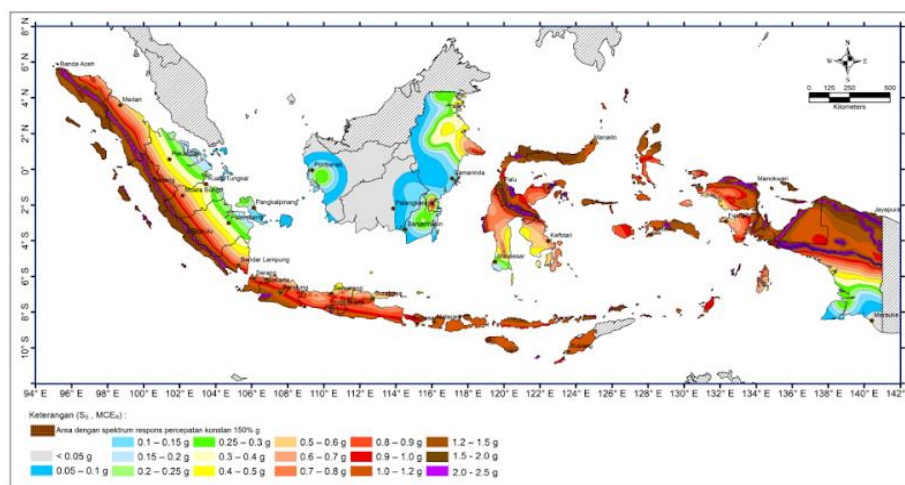 8° N
6° N
4° N
2° N
0°
2° S
4° S
6° S
8° S
10° S
Banda Aceh
Medan
Kuala Tungkal
Muara Bungo
Pangkalpinang
Palembang
Bandar Lampung
Serang
Bandung
Semarang
Surabaya
Mataram
Kupang
Pontianak
Palangkaraya
Banjarmasin
Samarinda
Manado
Palu
Kendari
Makassar
Manokwari
Jayapura
Merauke
N
W
E
S
0 125 250 500
Kilometers
94° E 96° E 98° E 100° E 102° E 104° E 106° E 108° E 110° E 112° E 114° E 116° E 118° E 120° E 122° E 124° E 126° E 128° E 130° E 132° E 134° E 136° E 138° E 140° E 142° E
Keterangan (SS , MCER) :
Area dengan spektrum respons percepatan konstan 150% g
< 0.05 g 0.1 – 0.15 g 0.25 – 0.3 g 0.5 – 0.6 g 0.8 – 0.9 g 1.2 – 1.5 g
0.05 – 0.1 g 0.15 – 0.2 g 0.3 – 0.4 g 0.6 – 0.7 g 0.9 – 1.0 g 1.5 - 2.0 g
0.2 – 0.25 g 0.4 – 0.5 g 0.7 – 0.8 g 1.0 – 1.2 g 2.0 - 2.5 g